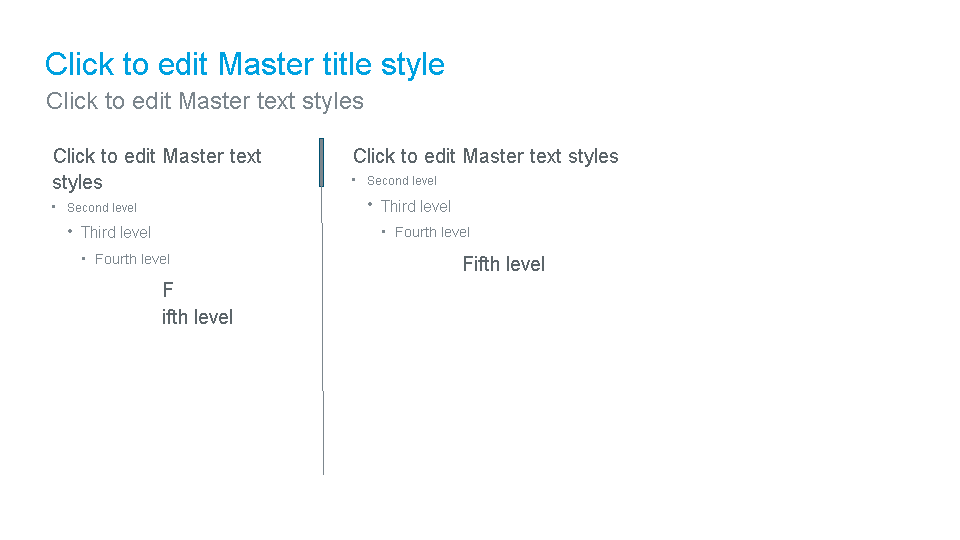 Click to edit Master title style
Click to edit Master text styles
Click to edit Master text
styles
• Second level
• Third level
• Fourth level
F
ifth level
Click to edit Master text styles
• Second level
• Third level
• Fourth level
Fifth level